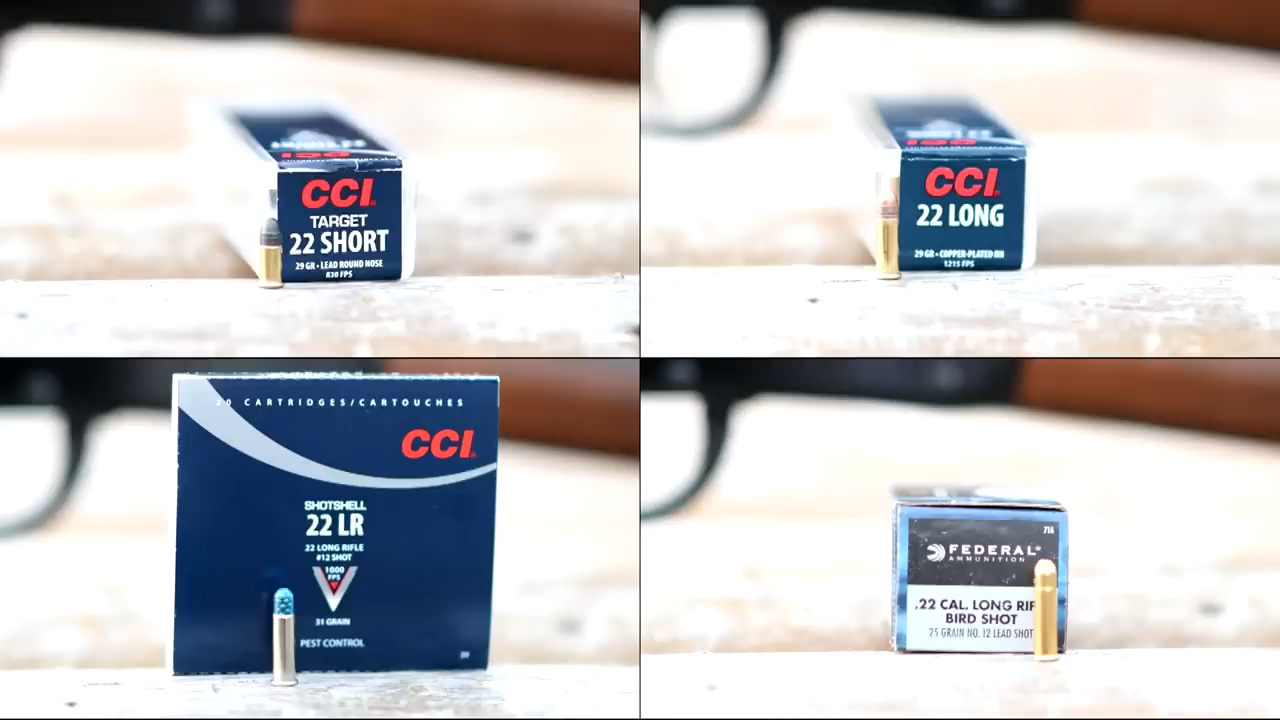 CCI
TARGET
22 SHORT
29 GR • LEAD ROUND NOSE
830 FPS
CCI
22 LONG
29 GR • COPPER-PLATED RN
1215 FPS
20 CARTRIDGES/CARTOUCHES
CCI
SHOTSHELL
22 LR
22 LONG RIFLE
#12 SHOT
1000
FPS
31 GRAIN
PEST CONTROL
716
FEDERAL
AMMUNITION
.22 CAL. LONG RIF
BIRD SHOT
25 GRAIN NO. 12 LEAD SHOT